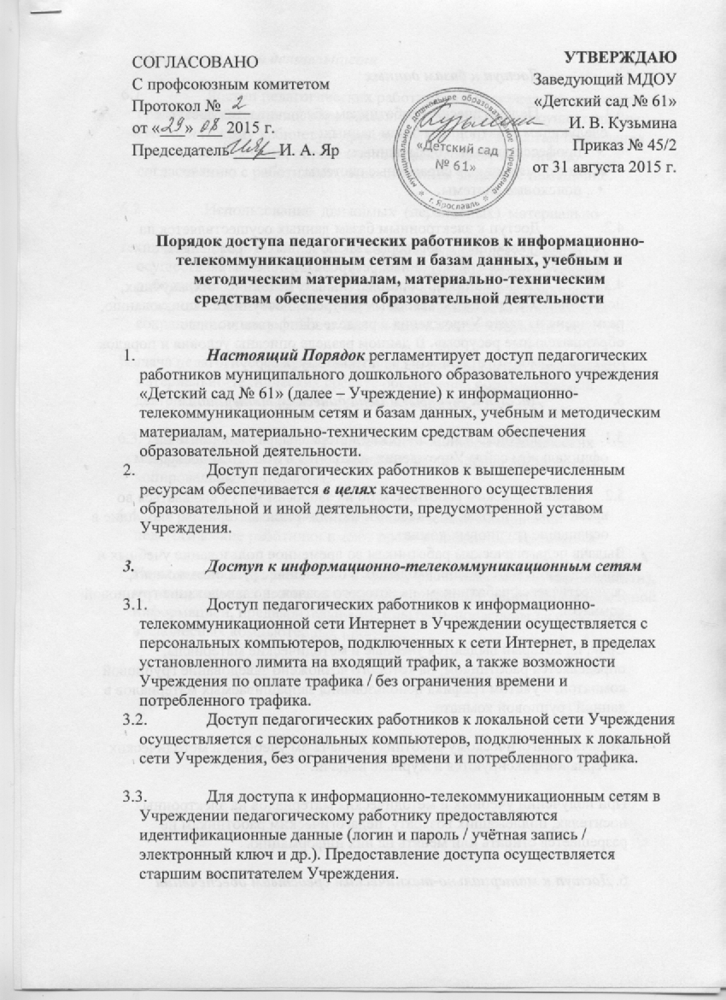 СОГЛАСОВАНО
С профсоюзным комитетом
Протокол № 2
от «29» 08 2015 г.
Председатель И. А. Яр
УТВЕРЖДАЮ
Заведующий МДОУ
«Детский сад № 61»
И. В. Кузьмина
Приказ № 45/2
от 31 августа 2015 г.
муниципальное дошкольное образовательное учреждение
«Детский сад
№ 61»
г. Ярославль
Кузьмина
Порядок доступа педагогических работников к информационно-
телекоммуникационным сетям и базам данных, учебным и
методическим материалам, материально-техническим
средствам обеспечения образовательной деятельности
1. Настоящий Порядок регламентирует доступ педагогических
работников муниципального дошкольного образовательного учреждения
«Детский сад № 61» (далее – Учреждение) к информационно-
телекоммуникационным сетям и базам данных, учебным и методическим
материалам, материально-техническим средствам обеспечения
образовательной деятельности.
2. Доступ педагогических работников к вышеперечисленным
ресурсам обеспечивается в целях качественного осуществления
образовательной и иной деятельности, предусмотренной уставом
Учреждения.
3. Доступ к информационно-телекоммуникационным сетям
3.1. Доступ педагогических работников к информационно-
телекоммуникационной сети Интернет в Учреждении осуществляется с
персональных компьютеров, подключенных к сети Интернет, в пределах
установленного лимита на входящий трафик, а также возможности
Учреждения по оплате трафика / без ограничения времени и
потребленного трафика.
3.2. Доступ педагогических работников к локальной сети Учреждения
осуществляется с персональных компьютеров, подключенных к локальной
сети Учреждения, без ограничения времени и потребленного трафика.
3.3. Для доступа к информационно-телекоммуникационным сетям в
Учреждении педагогическому работнику предоставляются
идентификационные данные (логин и пароль / учётная запись /
электронный ключ и др.). Предоставление доступа осуществляется
старшим воспитателем Учреждения.